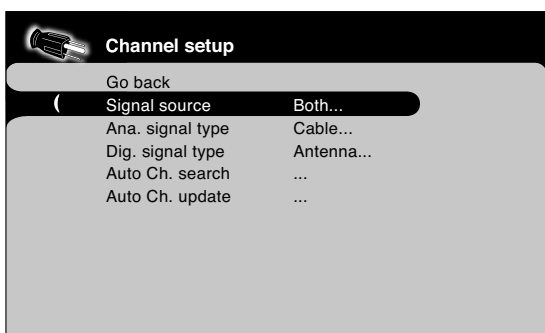 Channel setup
Go back
Signal source Both...
Ana. signal type Cable...
Dig. signal type Antenna...
Auto Ch. search ...
Auto Ch. update ...